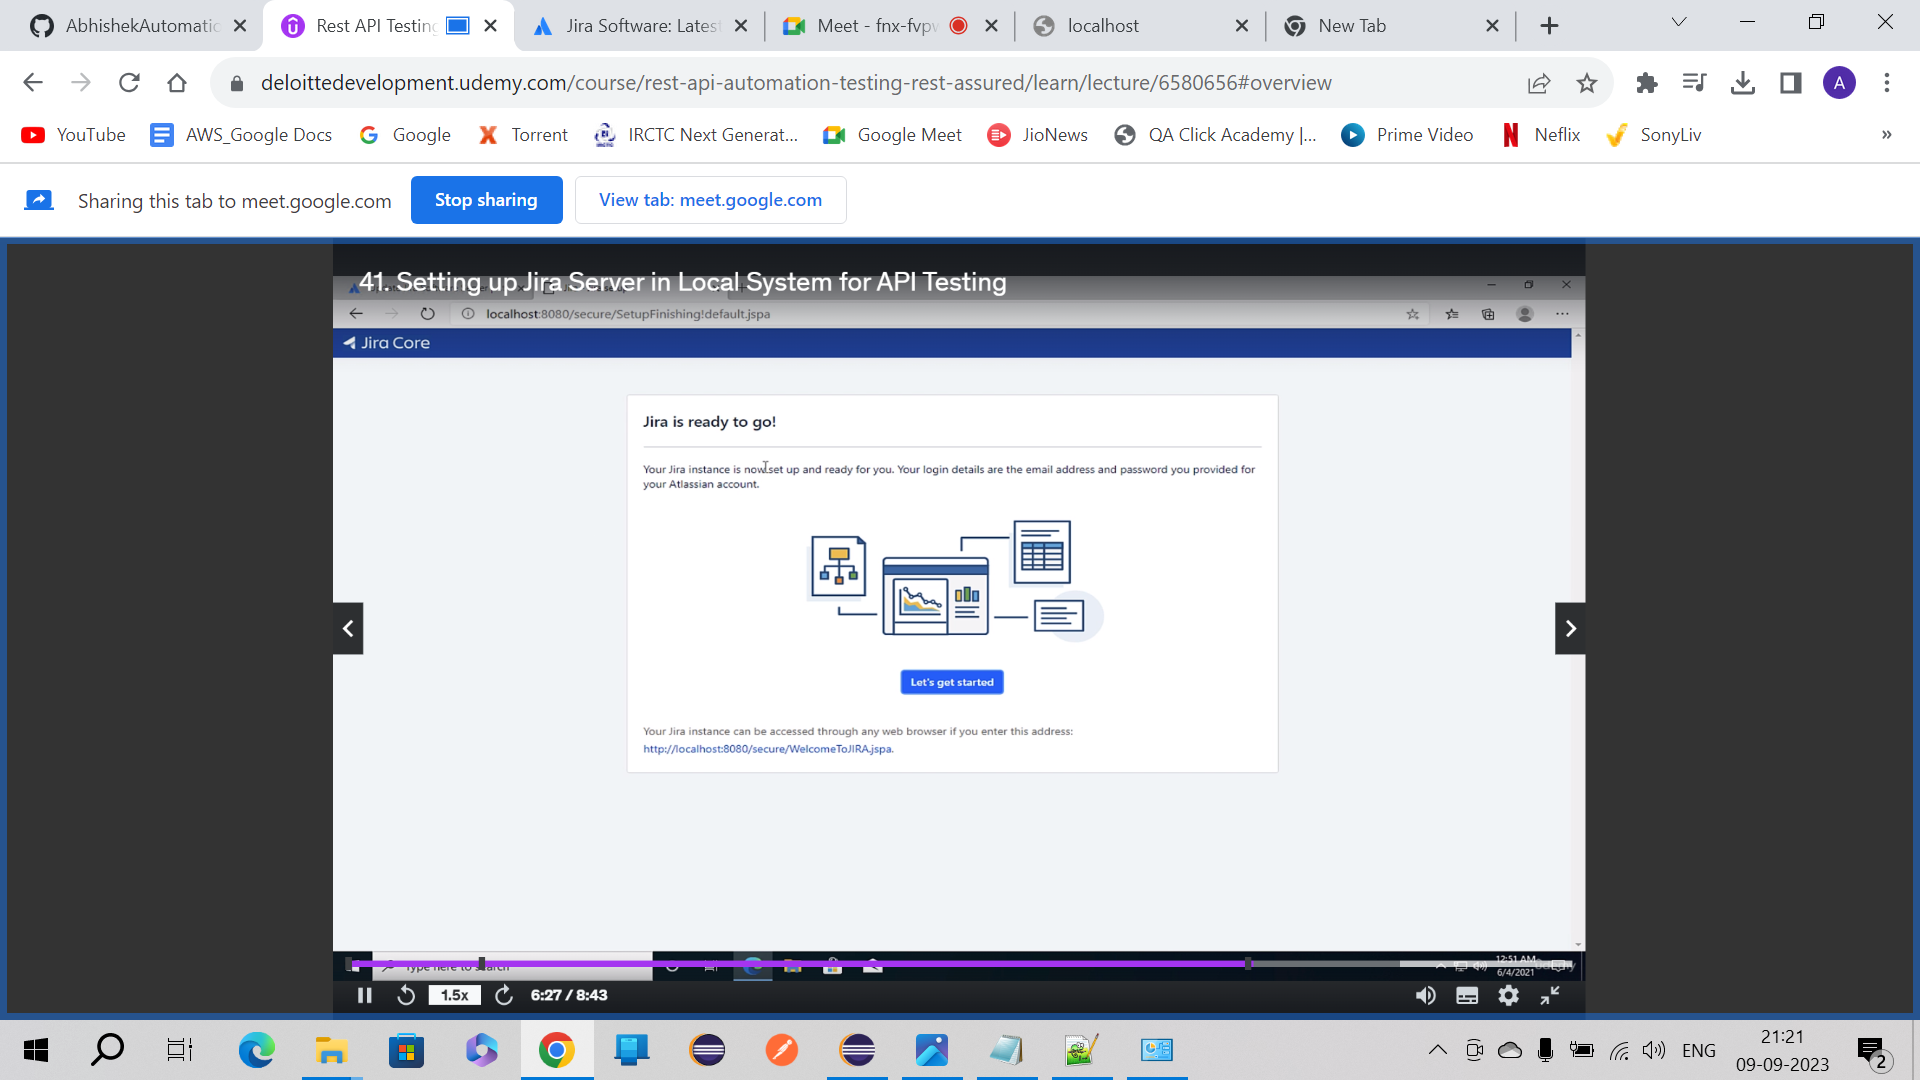 AbhishekAutomatic
Rest API Testing
Jira Software: Latest
Meet - fnx-fvpw
localhost
New Tab
deloittedevelopment.udemy.com/course/rest-api-automation-testing-rest-assured/learn/lecture/6580656#overview
A
YouTube
AWS_Google Docs
Google
Torrent
IRCTC Next Generat...
Google Meet
JioNews
QA Click Academy |...
Prime Video
Neflix
SonyLiv
»
Sharing this tab to meet.google.com
Stop sharing
View tab: meet.google.com
41. Setting up Jira Server in Local System for API Testing
localhost:8080/secure/SetupFinishing!default.jspa
Jira Core
Jira is ready to go!
Your Jira instance is now set up and ready for you. Your login details are the email address and password you provided for
your Atlassian account.
Let's get started
Your Jira instance can be accessed through any web browser if you enter this address:
http://localhost:8080/secure/WelcomeToJIRA.jspa.
Type here to search
12:51 AM
6/4/2021
1.5x
6:27 / 8:43
ENG
21:21
09-09-2023
2